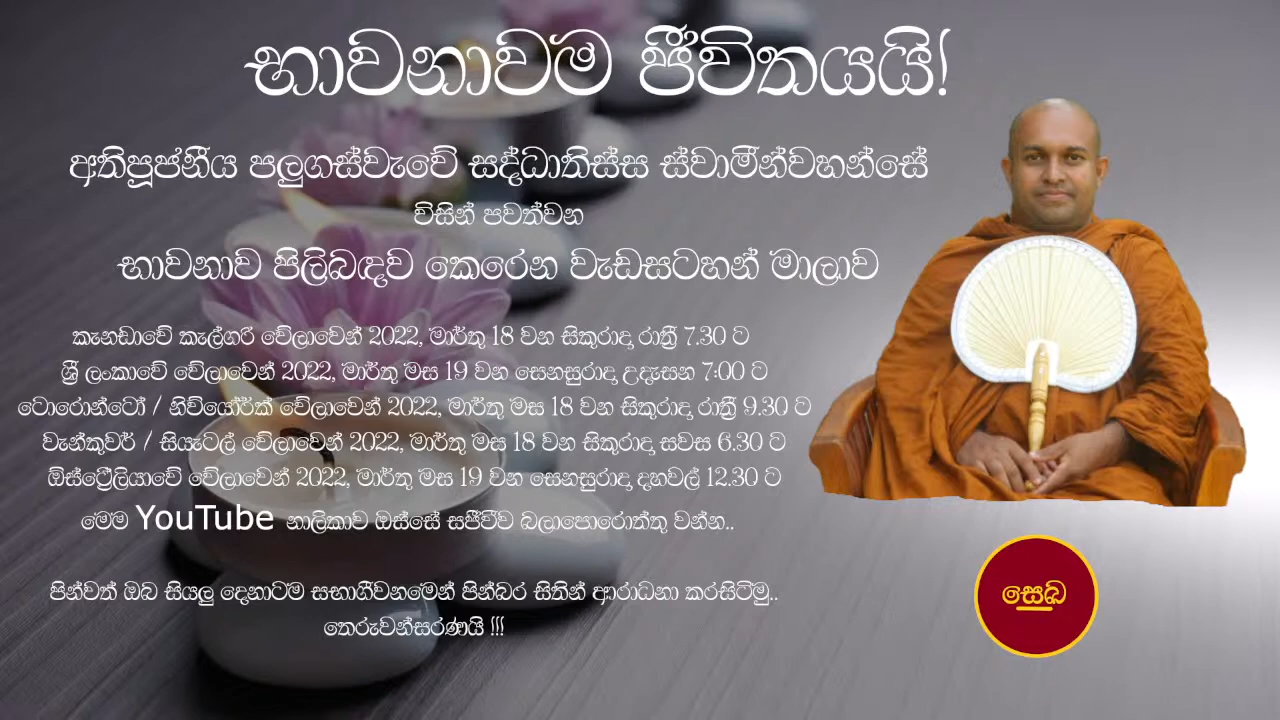 භාවනාවම ජීවිතයයි!
අතිපූජනීය පලුගස්වැවේ සද්ධාතිස්ස ස්වාමීන්වහන්සේ
විසින් පවත්වන
භාවනාව පිලිබඳව කෙරෙන වැඩසටහන් මාලාව
කැනඩාවේ කැල්ගරි වේලාවෙන් 2022, මාර්තු 18 වන සිකුරාදා රාත්‍රී 7.30 ට
ශ්‍රී ලංකාවේ වේලාවෙන් 2022, මාර්තු මස 19 වන සෙනසුරාදා උදෑසන 7:00 ට
ටොරොන්ටෝ / නිව්යෝර්ක් වේලාවෙන් 2022, මාර්තු මස 18 වන සිකුරාදා රාත්‍රී 9.30 ට
වැන්කුවර් / සියැටල් වේලාවෙන් 2022, මාර්තු මස 18 වන සිකුරාදා සවස 6.30 ට
ඕස්ට්‍රේලියාවේ වේලාවෙන් 2022, මාර්තු මස 19 වන සෙනසුරාදා දහවල් 12.30 ට
මෙම YouTube නාලිකාව ඔස්සේ සජීවීව බලාපොරොත්තු වන්න..
පින්වත් ඔබ සියලු දෙනාටම සහභාගීවනමෙන් පින්බර සිතින් ආරාධනා කරසිටිමු..
තෙරුවන්සරණයි !!!
සෙබ